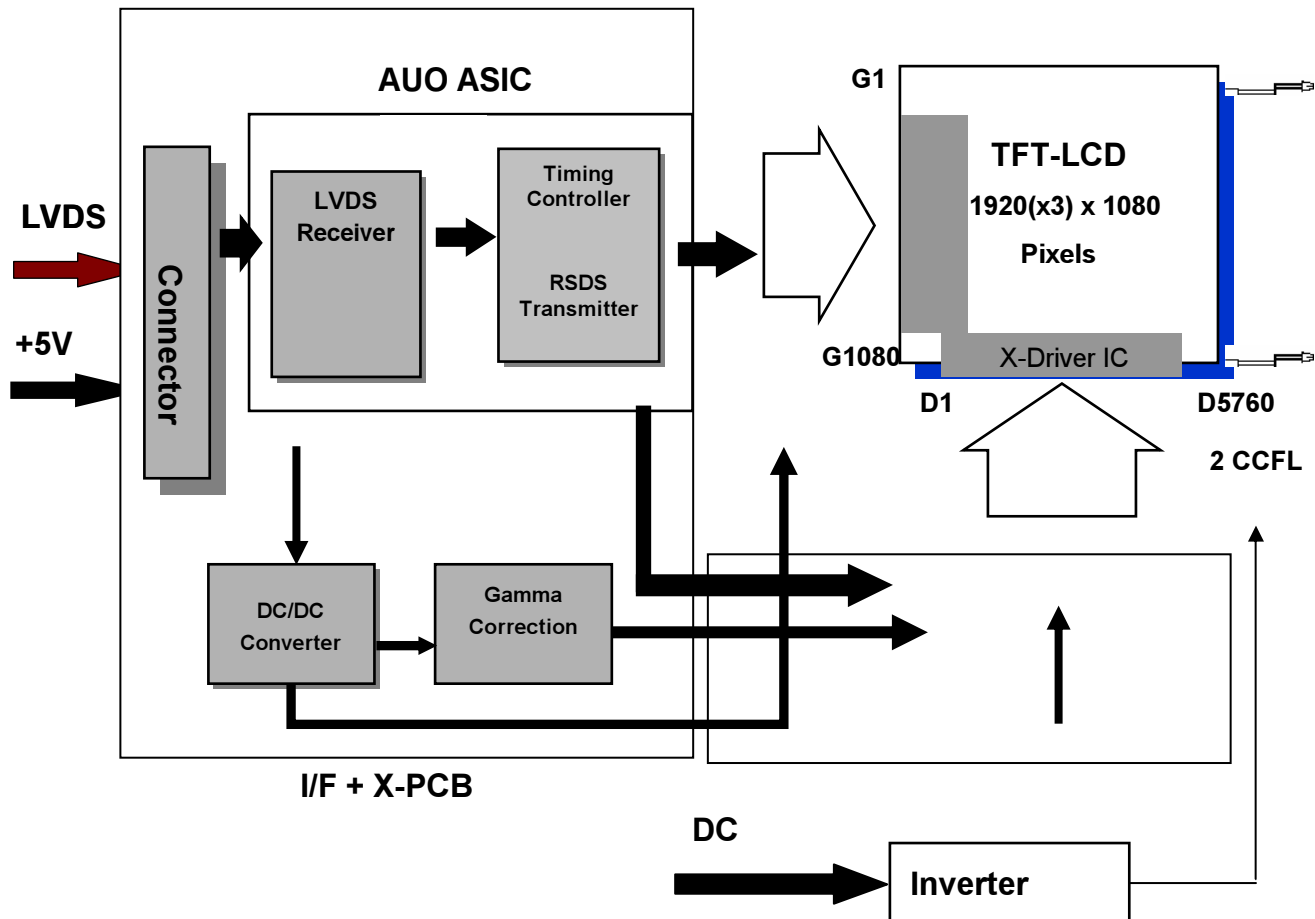 AUO ASIC
G1
LVDS
+5V
Connector
LVDS
Receiver
Timing
Controller
RSDS
Transmitter
TFT-LCD
1920(x3) x 1080
Pixels
G1080
X-Driver IC
D1
D5760
2 CCFL
DC/DC
Converter
Gamma
Correction
I/F + X-PCB
DC
Inverter